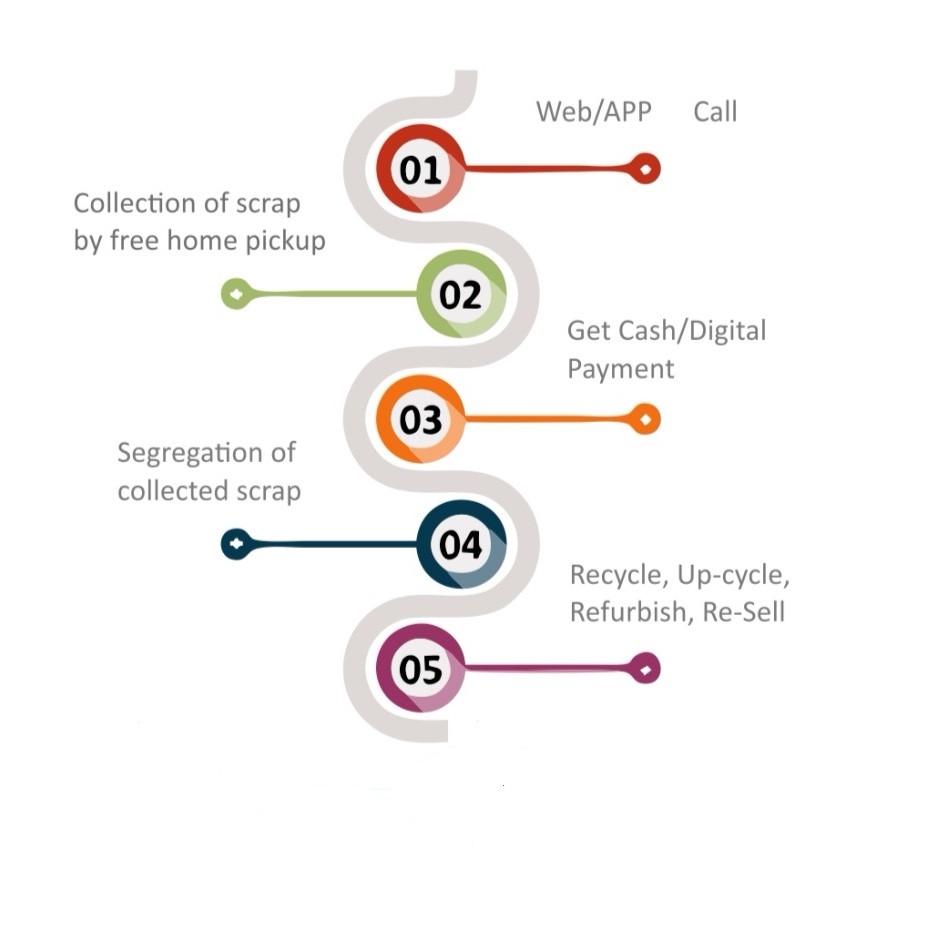 Web/APP Call
01
Collection of scrap
by free home pickup
02
Get Cash/Digital
Payment
03
Segregation of
collected scrap
04
Recycle, Up-cycle,
Refurbish, Re-Sell
05